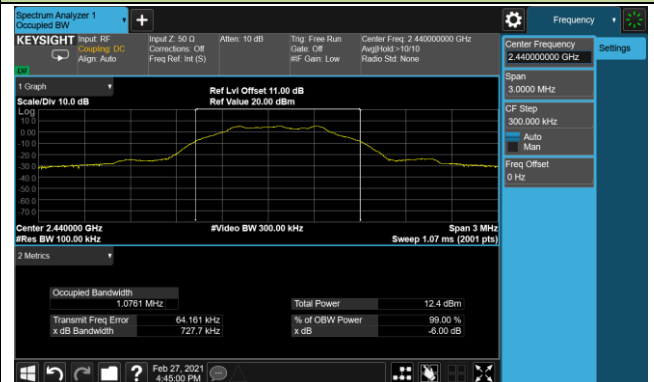 Spectrum Analyzer 1
Occupied BW
Frequency
KEYSIGHT
Input: RF
Coupling: DC
Align: Auto
Input Z: 50 Ω
Corrections: Off
Freq Ref: Int (S)
Atten: 10 dB
Trig: Free Run
Gate: Off
#IF Gain: Low
Center Freq: 2.440000000 GHz
Avg|Hold:>10/10
Radio Std: None
LW
Center Frequency
2.440000000 GHz
Settings
Span
3.0000 MHz
CF Step
300.000 kHz
Auto
Man
Freq Offset
0 Hz
1 Graph
Scale/Div 10.0 dB
Ref Lvl Offset 11.00 dB
Ref Value 20.00 dBm
Log
10.0
0.00
-10.0
-20.0
-30.0
-40.0
-50.0
-60.0
-70.0
Center 2.440000 GHz
#Res BW 100.00 kHz
#Video BW 300.00 kHz
Span 3 MHz
Sweep 1.07 ms (2001 pts)
2 Metrics
Occupied Bandwidth
1.0761 MHz
Total Power 12.4 dBm
Transmit Freq Error 64.161 kHz
% of OBW Power 99.00 %
x dB Bandwidth 727.7 kHz
x dB -6.00 dB
?
Feb 27, 2021
4:45:00 PM